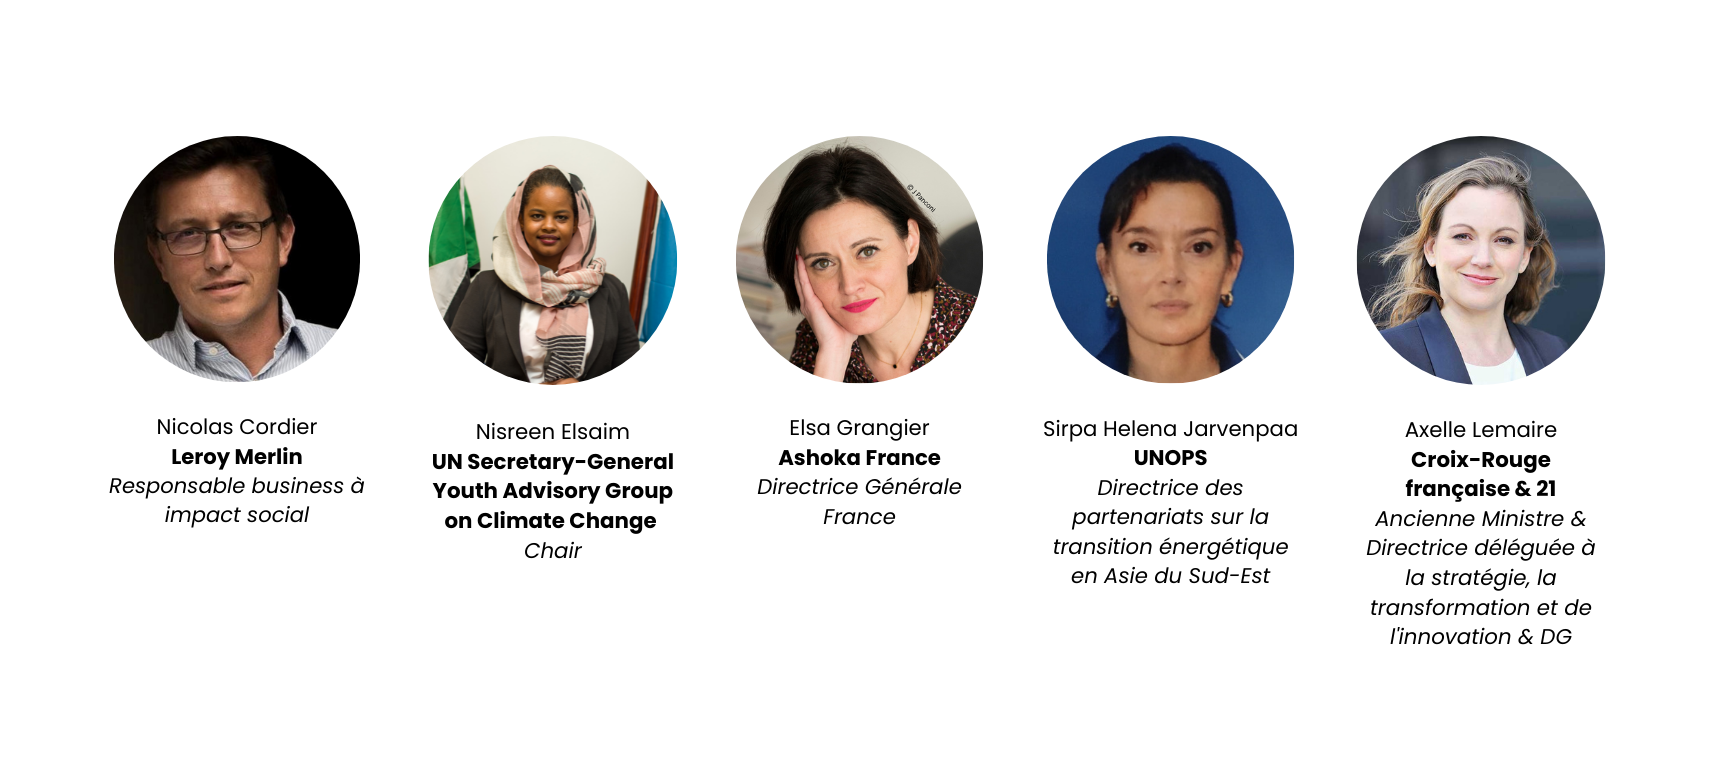 © J Panconi
Nicolas Cordier
Leroy Merlin
Responsable business à
impact social
Nisreen Elsaim
UN Secretary-General
Youth Advisory Group
on Climate Change
Chair
Elsa Grangier
Ashoka France
Directrice Générale
France
Sirpa Helena Jarvenpaa
UNOPS
Directrice des
partenariats sur la
transition énergétique
en Asie du Sud-Est
Axelle Lemaire
Croix-Rouge
française & 21
Ancienne Ministre &
Directrice déléguée à
la stratégie, la
transformation et de
l'innovation & DG